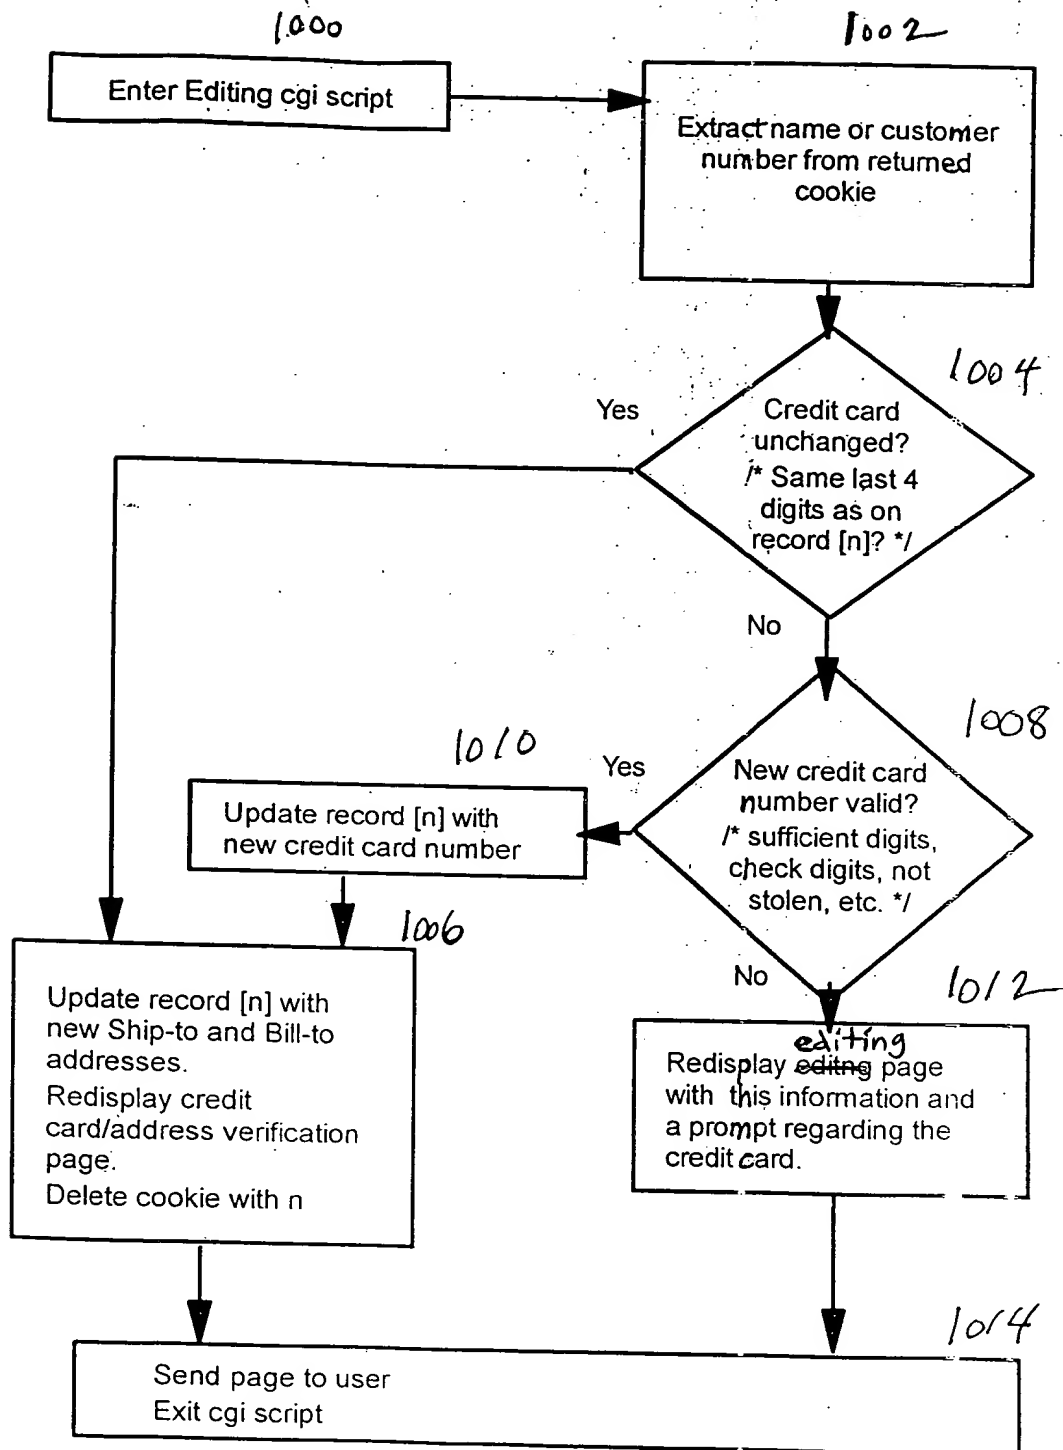 1000
Enter Editing cgi script
1002
Extract name or customer
number from returned
cookie
1004
Yes
Credit card
unchanged?
/* Same last 4
digits as on
record [n]? */
No
1008
Yes
New credit card
number valid?
/* sufficient digits,
check digits, not
stolen, etc. */
No
1010
Update record [n] with
new credit card number
1006
Update record [n] with
new Ship-to and Bill-to
addresses.
Redisplay credit
card/address verification
page.
Delete cookie with n
1012
editing
Redisplay editng page
with this information and
a prompt regarding the
credit card.
1014
Send page to user
Exit cgi script